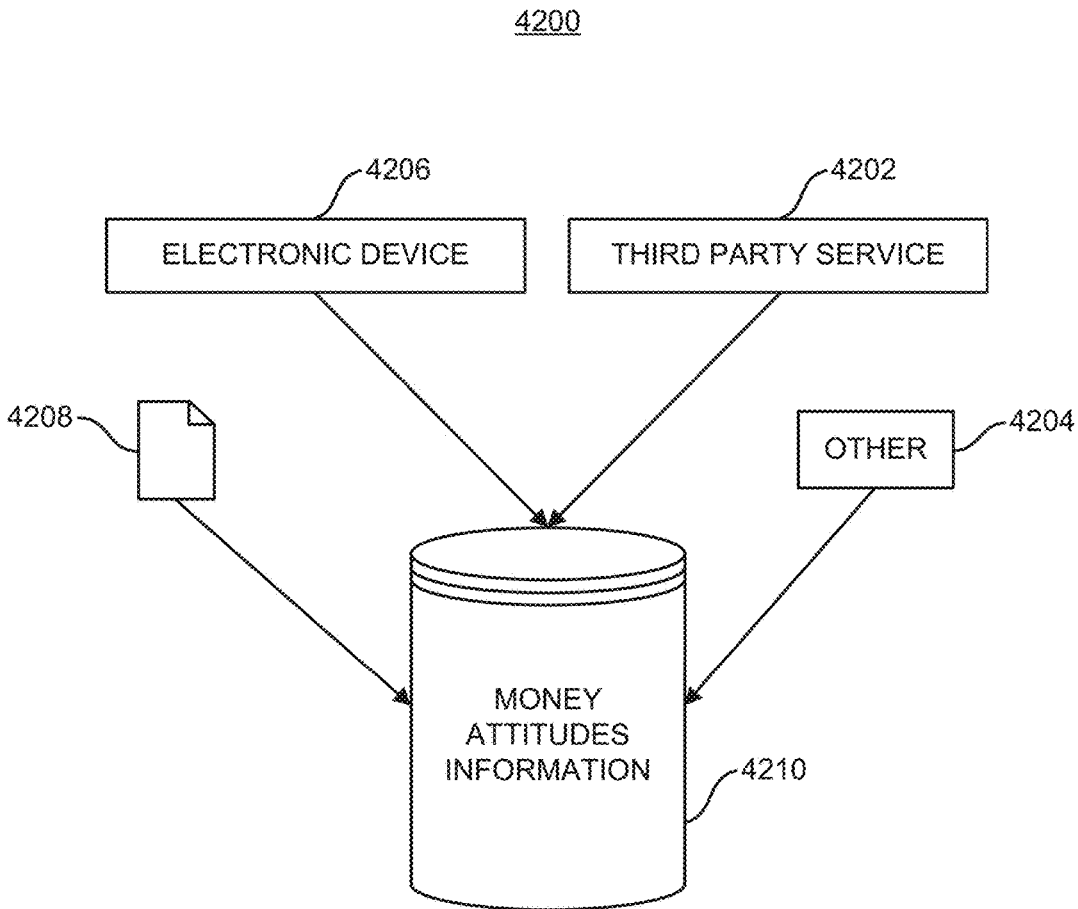 4200
4206
4202
ELECTRONIC DEVICE
THIRD PARTY SERVICE
4208
OTHER
4204
MONEY
ATTITUDES
INFORMATION
4210